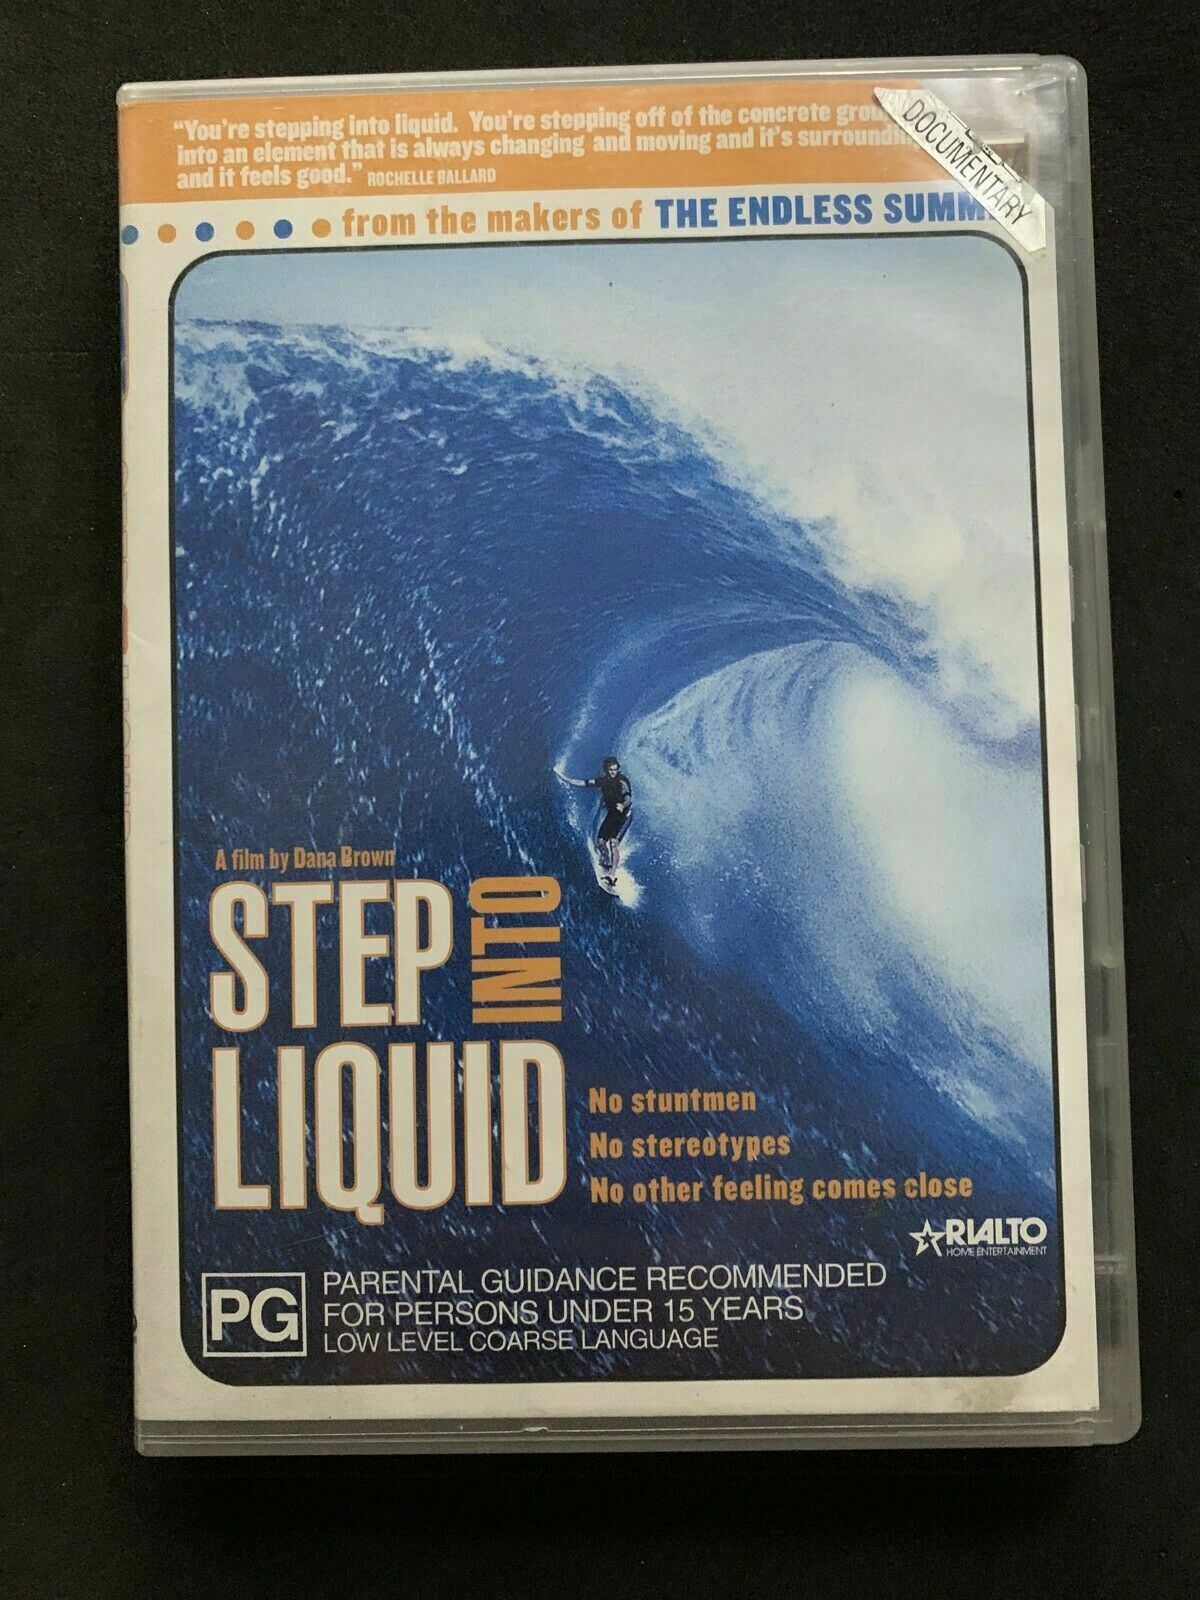 "You're stepping into liquid. You're stepping off of the concrete
into an element that is always changing and moving and it's
and it feels good." ROCHELLE BALLARD
DOCUMENTARY
from the makers of THE ENDLESS
A film by Dana Brown
STEP INTO
LIQUID
No stuntmen
No stereotypes
No other feeling comes close
RIALTO
HOME ENTERTAINMENT
PG
PARENTAL GUIDANCE RECOMMENDED
FOR PERSONS UNDER 15 YEARS
LOW LEVEL COARSE LANGUAGE